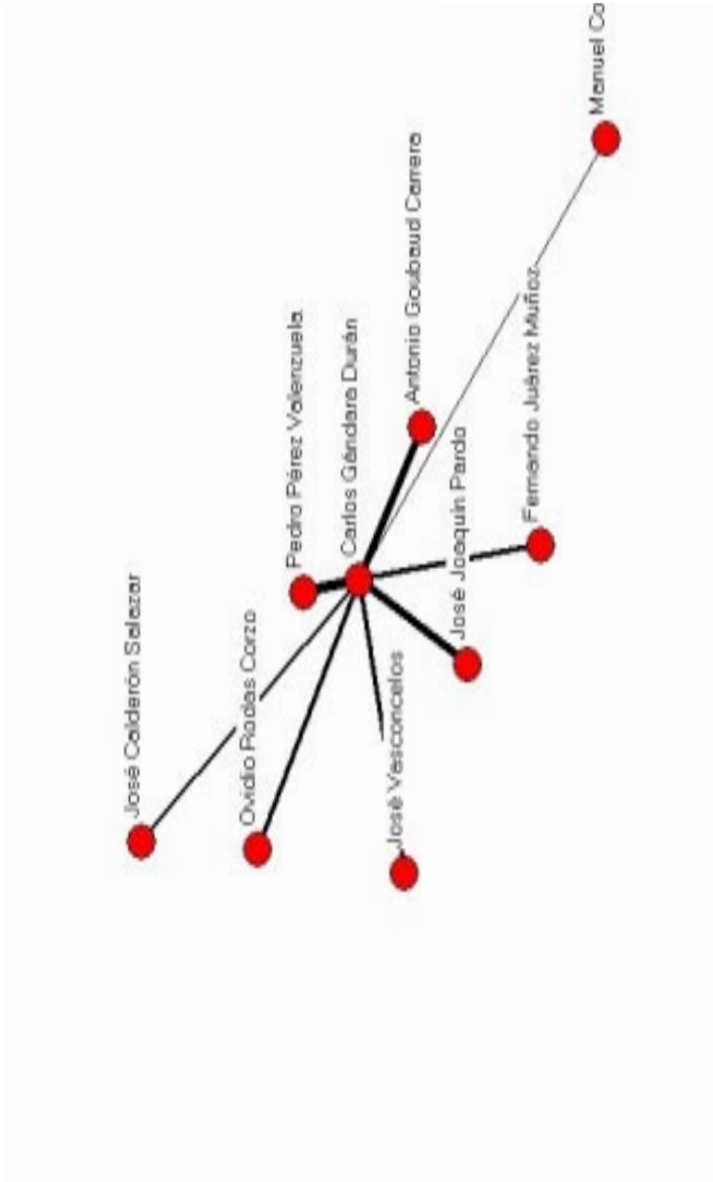 José Calderón Salazar
Ovidio Rodas Corzo
Pedro Pérez Valenzuela
Carlos Gándara Durán
José Vasconcelos
Antonio Goubaud Carrera
José Joaquín Pardo
Fernando Juárez Muñoz
Manuel Co